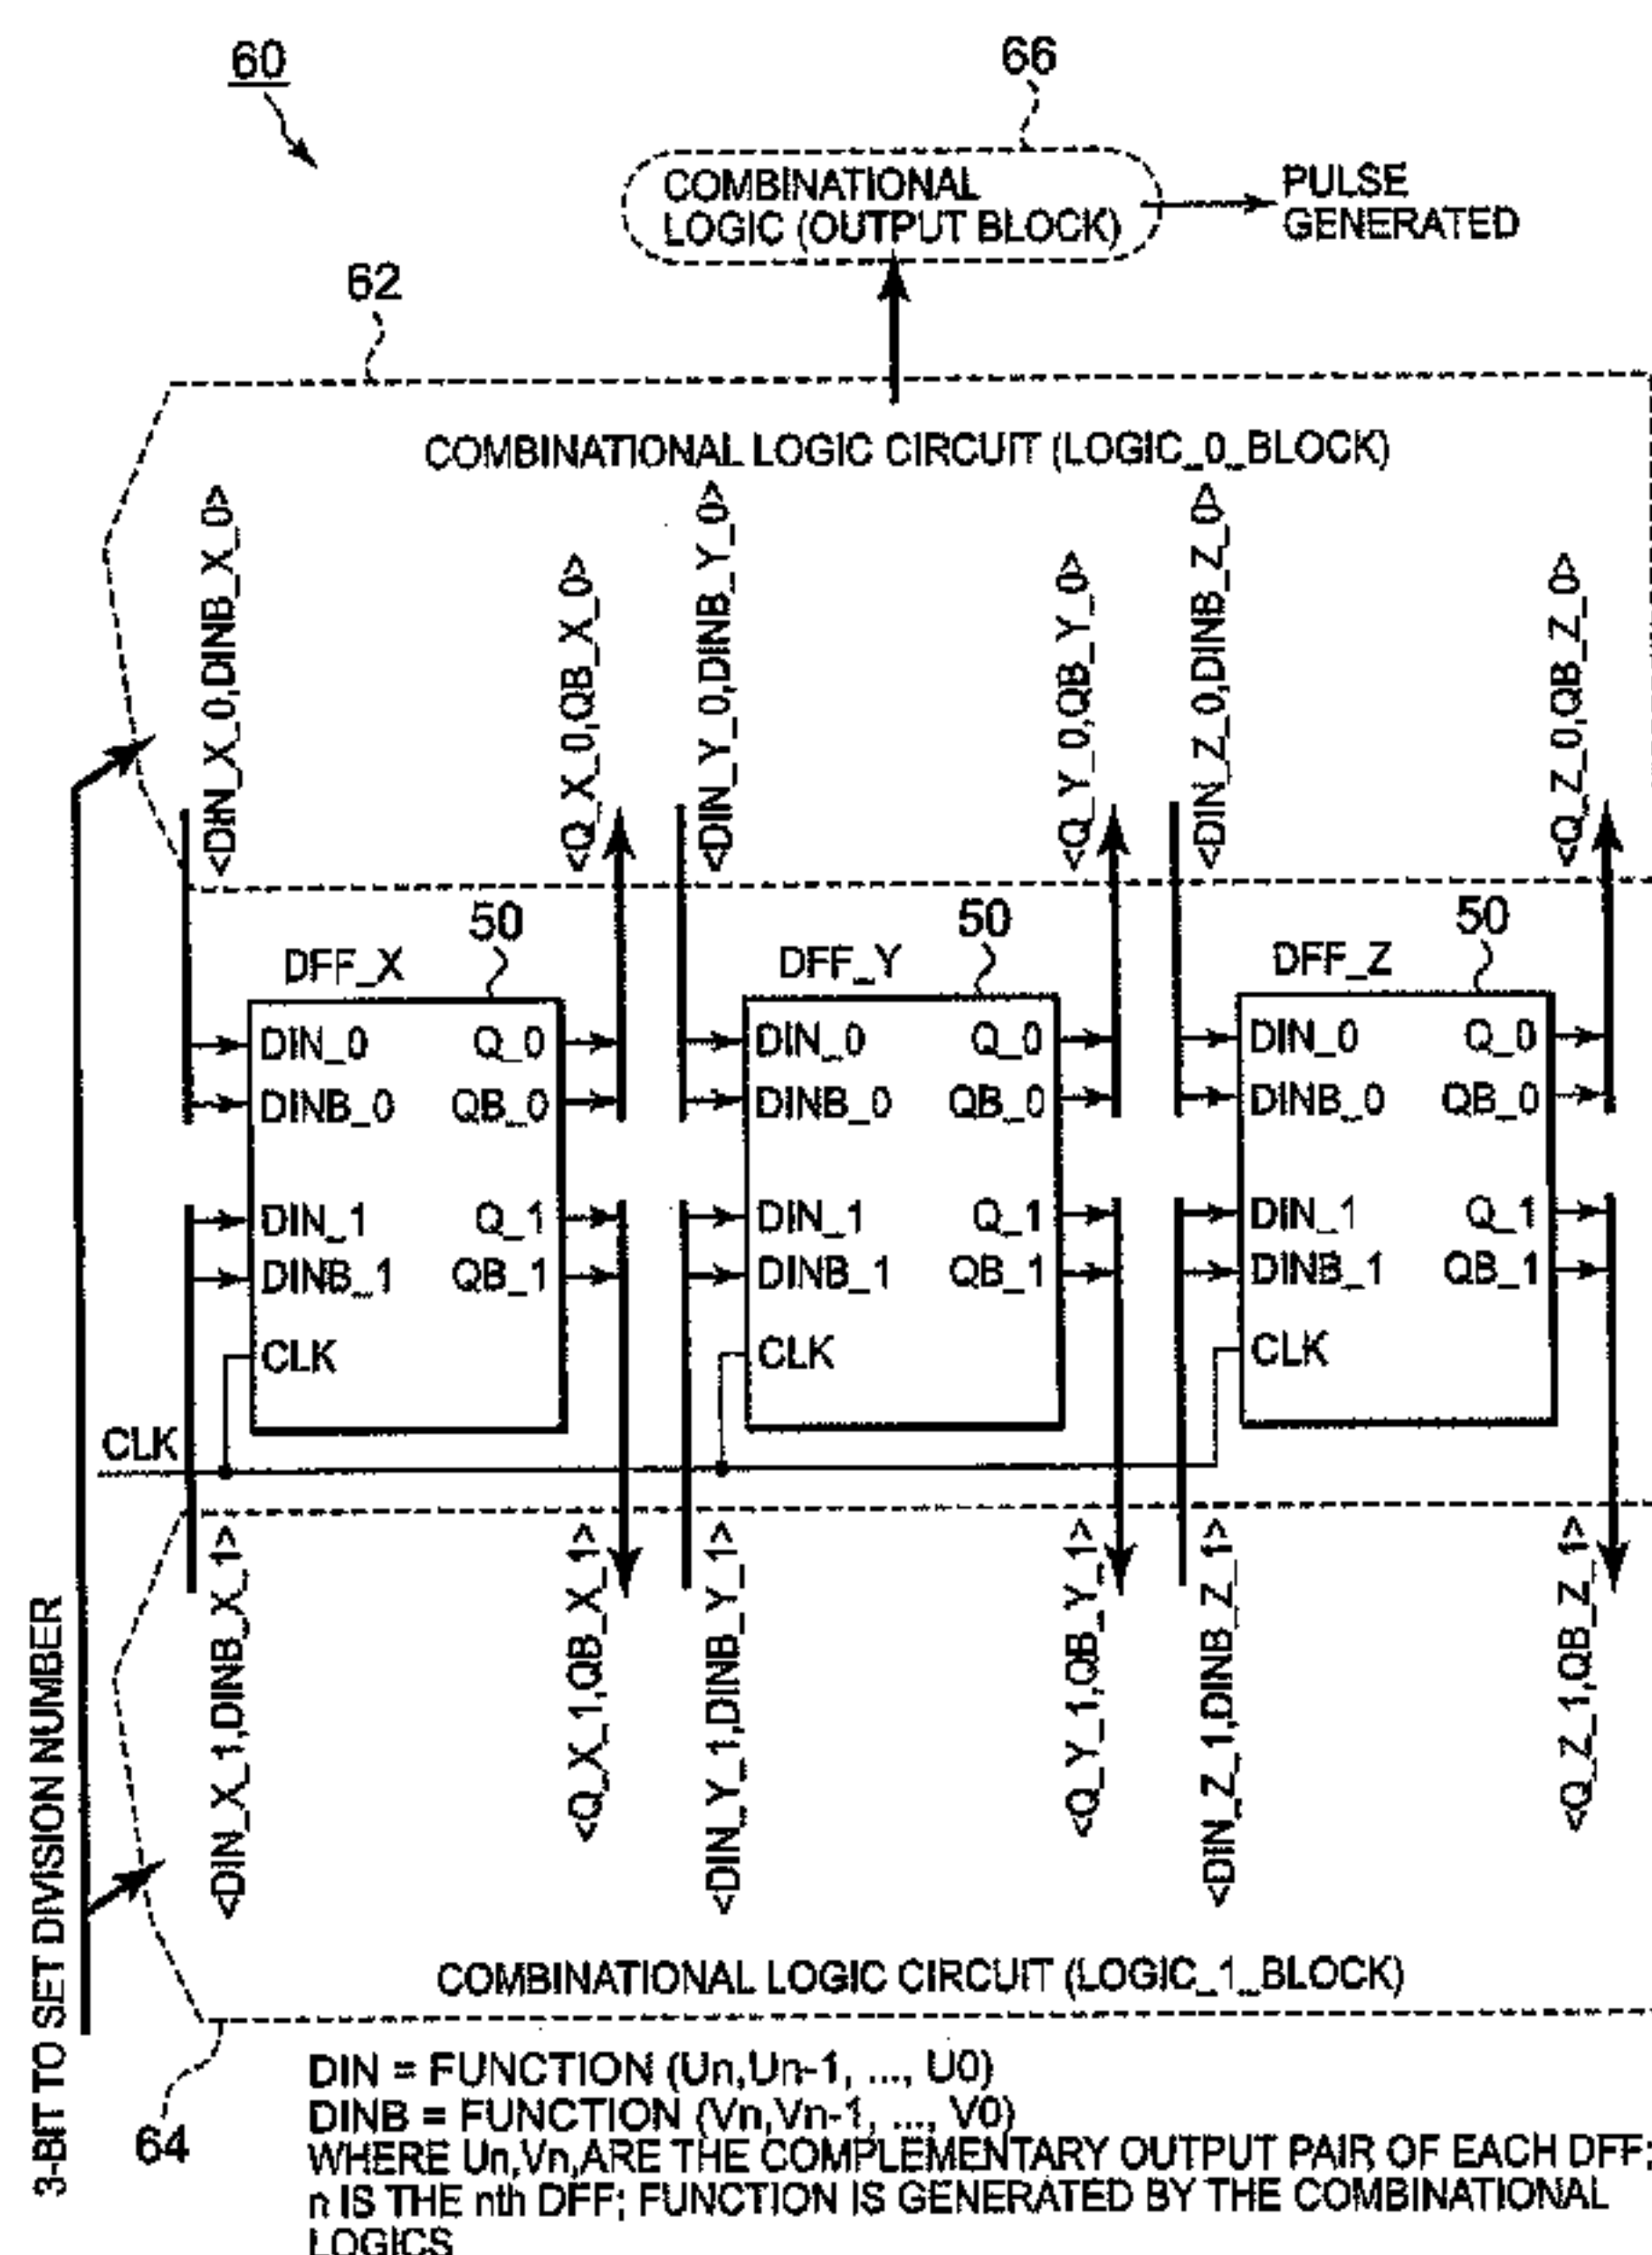 60
66
COMBINATIONAL
LOGIC (OUTPUT BLOCK)
PULSE
GENERATED
62
COMBINATIONAL LOGIC CIRCUIT (LOGIC_0_BLOCK)
<DIN_X_0,DINB_X_0>
<Q_X_0,QB_X_0>
<DIN_Y_0,DINB_Y_0>
<Q_Y_0,QB_Y_0>
<DIN_Z_0,DINB_Z_0>
<Q_Z_0,QB_Z_0>
DFF_X
50
DFF_Y
50
DFF_Z
50
DIN_0 Q_0
DINB_0 QB_0
DIN_1 Q_1
DINB_1 QB_1
CLK
DIN_0 Q_0
DINB_0 QB_0
DIN_1 Q_1
DINB_1 QB_1
CLK
DIN_0 Q_0
DINB_0 QB_0
DIN_1 Q_1
DINB_1 QB_1
CLK
CLK
<DIN_X_1,DINB_X_1>
<Q_X_1,QB_X_1>
<DIN_Y_1,DINB_Y_1>
<Q_Y_1,QB_Y_1>
<DIN_Z_1,DINB_Z_1>
<Q_Z_1,QB_Z_1>
3-BIT TO SET DIVISION NUMBER
COMBINATIONAL LOGIC CIRCUIT (LOGIC_1_BLOCK)
64
DIN = FUNCTION (Un,Un-1, ..., U0)
DINB = FUNCTION (Vn,Vn-1, ..., V0)
WHERE Un,Vn,ARE THE COMPLEMENTARY OUTPUT PAIR OF EACH DFF;
n IS THE nth DFF; FUNCTION IS GENERATED BY THE COMBINATIONAL
LOGICS